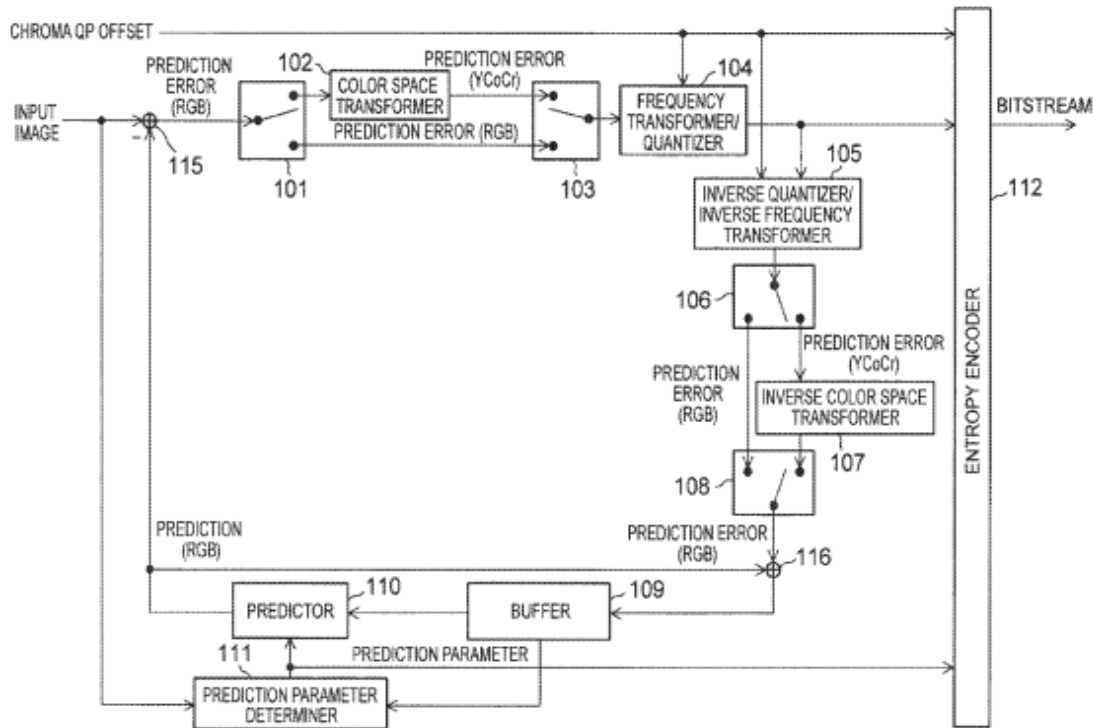 CHROMA QP OFFSET
INPUT
IMAGE
PREDICTION
ERROR
(RGB)
115
101
102
COLOR SPACE
TRANSFORMER
PREDICTION ERROR
(YCoCr)
PREDICTION ERROR (RGB)
103
104
FREQUENCY
TRANSFORMER/
QUANTIZER
BITSTREAM
105
INVERSE QUANTIZER/
INVERSE FREQUENCY
TRANSFORMER
112
ENTROPY ENCODER
106
PREDICTION
ERROR
(RGB)
PREDICTION ERROR
(YCoCr)
INVERSE COLOR SPACE
TRANSFORMER
107
108
PREDICTION ERROR
(RGB)
116
PREDICTION
(RGB)
110
PREDICTOR
109
BUFFER
PREDICTION PARAMETER
111
PREDICTION PARAMETER
DETERMINER